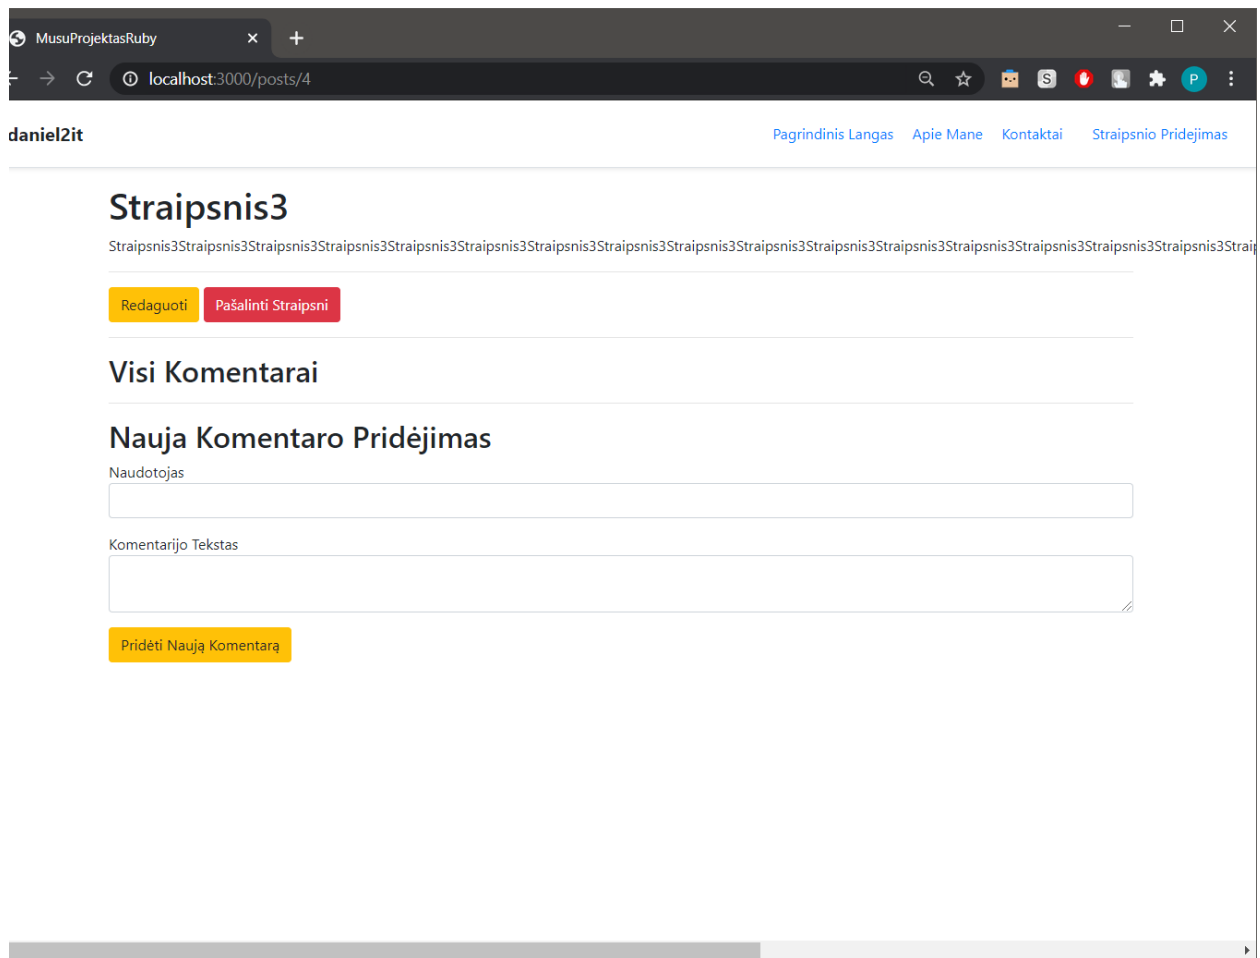 MusuProjektasRuby
localhost:3000/posts/4
S
P
daniel2it
Pagrindinis Langas Apie Mane Kontaktai Straipsnio Pridejimas
Straipsnis3
Straipsnis3Straipsnis3Straipsnis3Straipsnis3Straipsnis3Straipsnis3Straipsnis3Straipsnis3Straipsnis3Straipsnis3Straipsnis3Straipsnis3Straipsnis3Straipsnis3Straipsnis3Straipsnis3Strai
Redaguoti Pašalinti Straipsni
Visi Komentarai
Nauja Komentaro Pridėjimas
Naudotojas
Komentarijo Tekstas
Pridėti Naują Komentarą